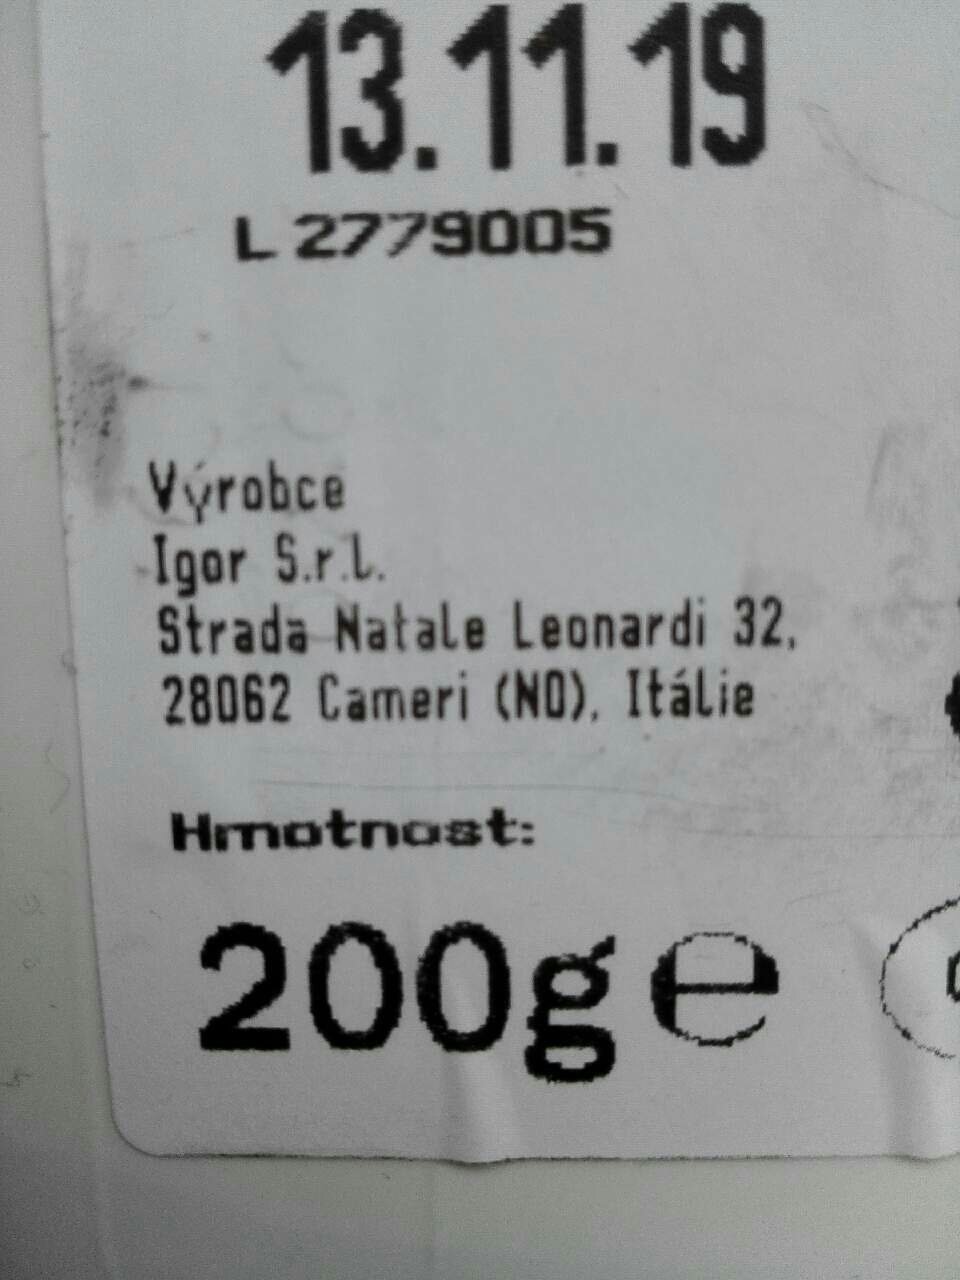 13.11.19
L 2779005
Výrobce
Igor S.r.l.
Strada Natale Leonardi 32,
28062 Cameri (NO), Itálie
Hmotnost:
200g e